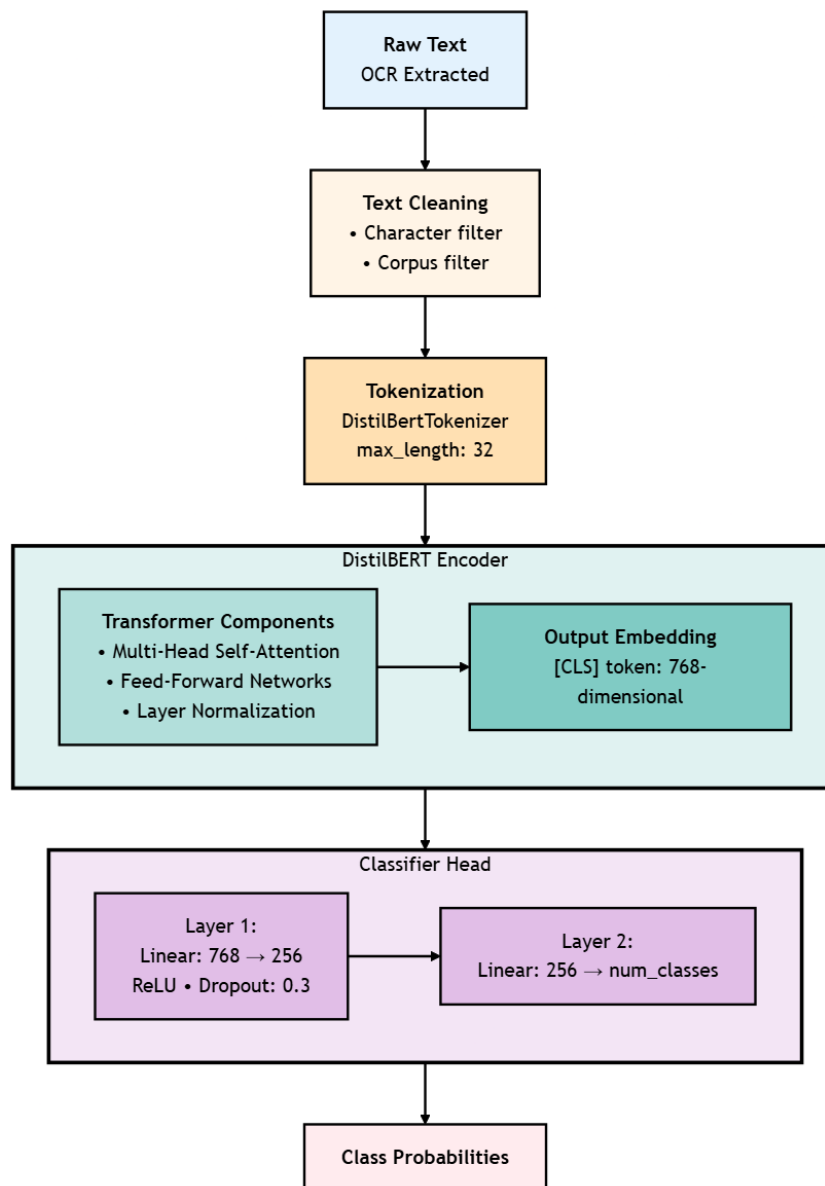 Raw Text
OCR Extracted
Text Cleaning
• Character filter
• Corpus filter
Tokenization
DistilBertTokenizer
max_length: 32
DistilBERT Encoder
Transformer Components
• Multi-Head Self-Attention
• Feed-Forward Networks
• Layer Normalization
Output Embedding
[CLS] token: 768-
dimensional
Classifier Head
Layer 1:
Linear: 768 → 256
ReLU • Dropout: 0.3
Layer 2:
Linear: 256 → num_classes
Class Probabilities